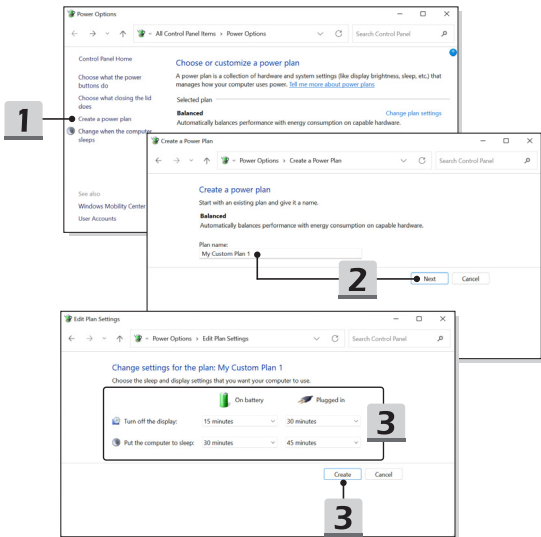 Power Options
All Control Panel Items > Power Options
Search Control Panel
Control Panel Home
Choose what the power
buttons do
Choose what closing the lid
does
Create a power plan
Change when the computer
sleeps
See also
Windows Mobility Center
User Accounts
Choose or customize a power plan
A power plan is a collection of hardware and system settings (like display brightness, sleep, etc.) that
manages how your computer uses power. Tell me more about power plans
Selected plan
Balanced
Change plan settings
Automatically balances performance with energy consumption on capable hardware.
1
Create a Power Plan
Power Options > Create a Power Plan
Search Control Panel
Create a power plan
Start with an existing plan and give it a name.
Balanced
Automatically balances performance with energy consumption on capable hardware.
Plan name:
My Custom Plan 1
2
Next
Cancel
Edit Plan Settings
Power Options > Edit Plan Settings
Search Control Panel
Change settings for the plan: My Custom Plan 1
Choose the sleep and display settings that you want your computer to use.
On battery
Plugged in
Turn off the display:
15 minutes
30 minutes
Put the computer to sleep:
30 minutes
45 minutes
3
Create
Cancel
3